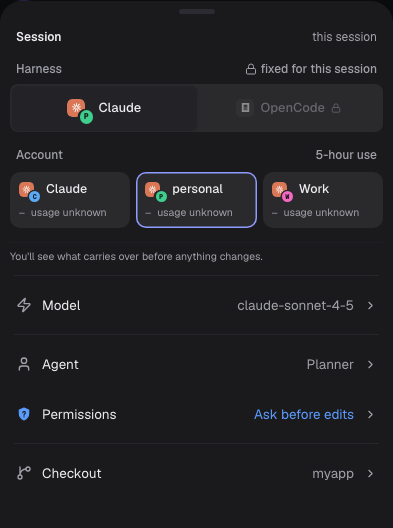 Session this session
Harness fixed for this session
Claude OpenCode
P
Account 5-hour use
Claude personal Work
C P W
– usage unknown – usage unknown – usage unknown
You'll see what carries over before anything changes.
Model claude-sonnet-4-5
Agent Planner
Permissions Ask before edits
Checkout myapp